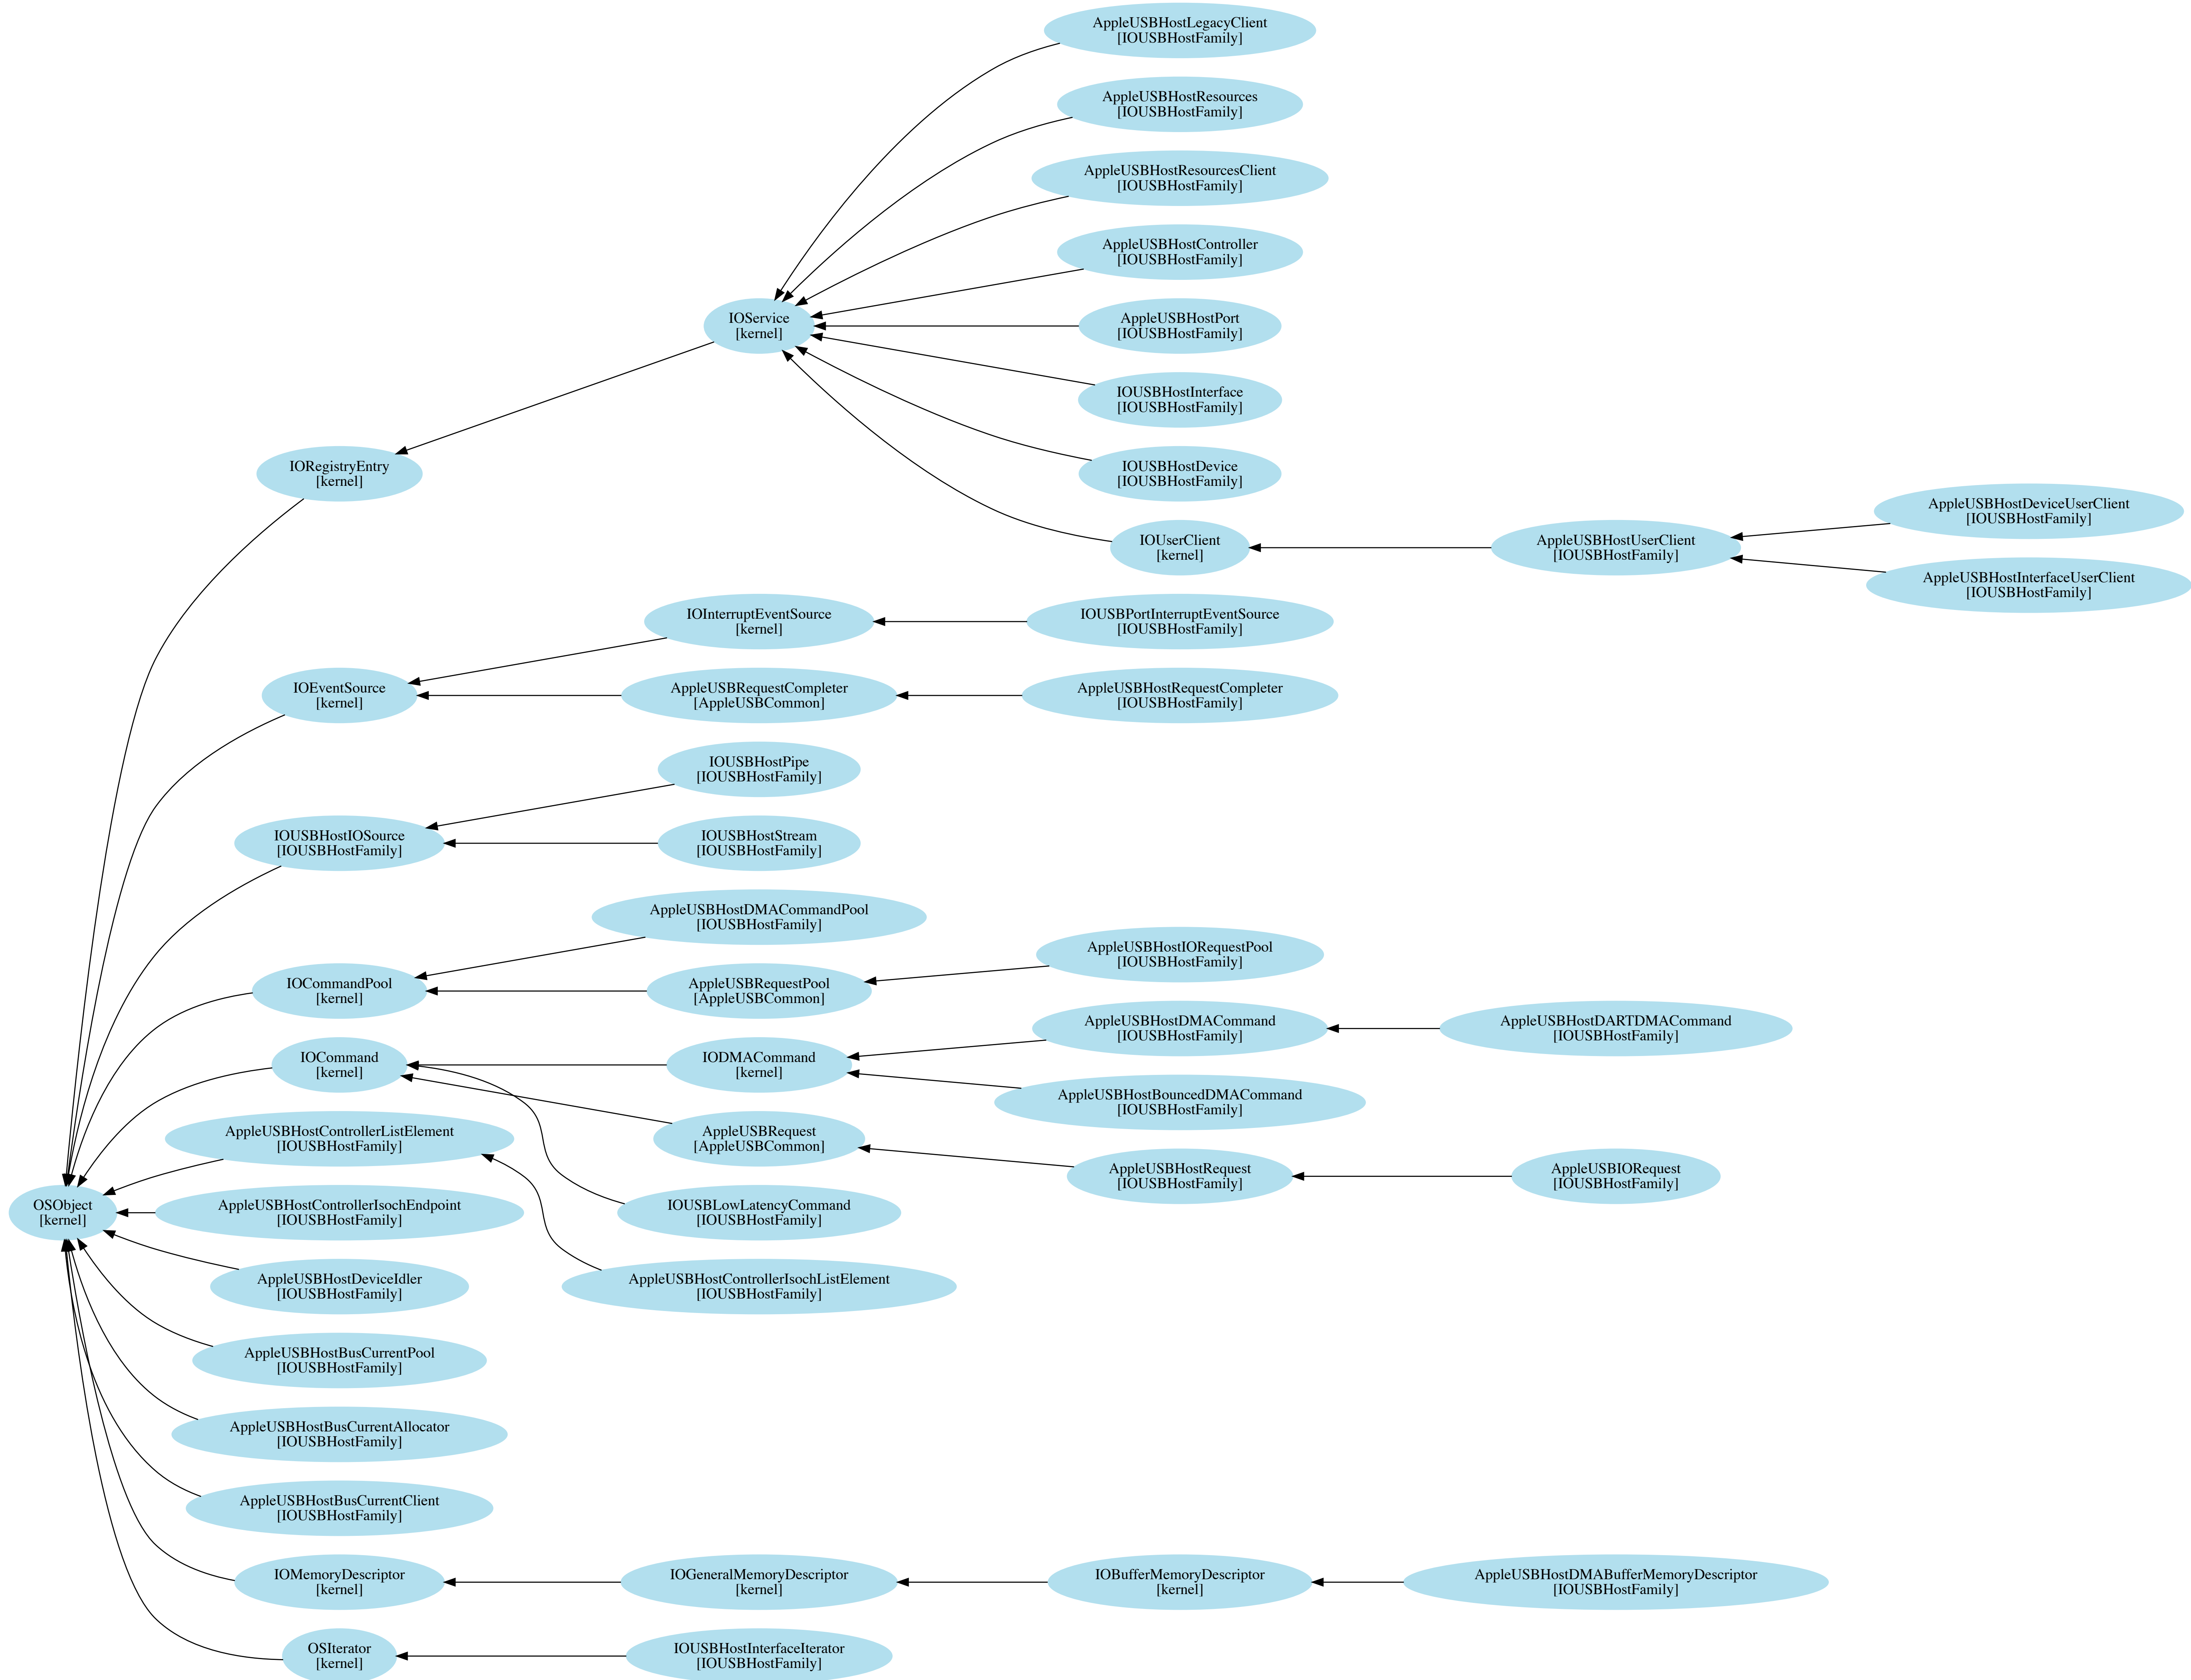 AppleUSBHostLegacyClient
[IOUSBHostFamily]
AppleUSBHostResources
[IOUSBHostFamily]
AppleUSBHostResourcesClient
[IOUSBHostFamily]
AppleUSBHostController
[IOUSBHostFamily]
IOService
[kernel]
AppleUSBHostPort
[IOUSBHostFamily]
IOUSBHostInterface
[IOUSBHostFamily]
IORegistryEntry
[kernel]
IOUSBHostDevice
[IOUSBHostFamily]
IOUserClient
[kernel]
AppleUSBHostUserClient
[IOUSBHostFamily]
AppleUSBHostDeviceUserClient
[IOUSBHostFamily]
AppleUSBHostInterfaceUserClient
[IOUSBHostFamily]
IOInterruptEventSource
[kernel]
IOUSBPortInterruptEventSource
[IOUSBHostFamily]
IOEventSource
[kernel]
AppleUSBRequestCompleter
[AppleUSBCommon]
AppleUSBHostRequestCompleter
[IOUSBHostFamily]
IOUSBHostPipe
[IOUSBHostFamily]
IOUSBHostIOSource
[IOUSBHostFamily]
IOUSBHostStream
[IOUSBHostFamily]
AppleUSBHostDMACommandPool
[IOUSBHostFamily]
AppleUSBHostIORequestPool
[IOUSBHostFamily]
IOCommandPool
[kernel]
AppleUSBRequestPool
[AppleUSBCommon]
AppleUSBHostDMACommand
[IOUSBHostFamily]
AppleUSBHostDARTDMACommand
[IOUSBHostFamily]
IOCommand
[kernel]
IODMACommand
[kernel]
AppleUSBHostBouncedDMACommand
[IOUSBHostFamily]
AppleUSBHostControllerListElement
[IOUSBHostFamily]
AppleUSBRequest
[AppleUSBCommon]
AppleUSBHostRequest
[IOUSBHostFamily]
AppleUSBIORequest
[IOUSBHostFamily]
OSObject
[kernel]
AppleUSBHostControllerIsochEndpoint
[IOUSBHostFamily]
IOUSBLowLatencyCommand
[IOUSBHostFamily]
AppleUSBHostDeviceIdler
[IOUSBHostFamily]
AppleUSBHostControllerIsochListElement
[IOUSBHostFamily]
AppleUSBHostBusCurrentPool
[IOUSBHostFamily]
AppleUSBHostBusCurrentAllocator
[IOUSBHostFamily]
AppleUSBHostBusCurrentClient
[IOUSBHostFamily]
IOMemoryDescriptor
[kernel]
IOGeneralMemoryDescriptor
[kernel]
IOBufferMemoryDescriptor
[kernel]
AppleUSBHostDMABufferMemoryDescriptor
[IOUSBHostFamily]
OSIterator
[kernel]
IOUSBHostInterfaceIterator
[IOUSBHostFamily]